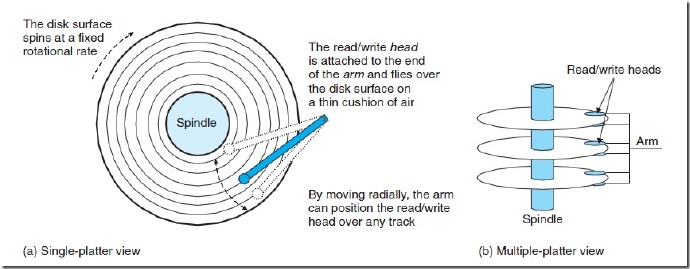 The disk surface
spins at a fixed
rotational rate
The read/write head
is attached to the end
of the arm and flies over
the disk surface on
a thin cushion of air
Spindle
By moving radially, the arm
can position the read/write
head over any track
(a) Single-platter view
Read/write heads
Arm
Spindle
(b) Multiple-platter view